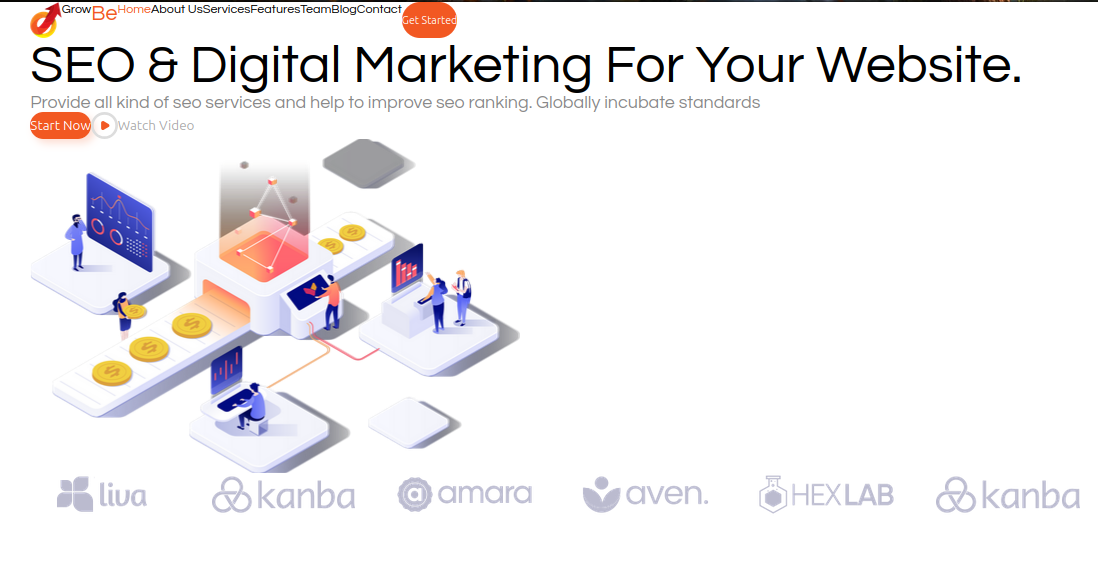 Grow Be Home About Us Services Features Team Blog Contact Get Started
SEO & Digital Marketing For Your Website.
Provide all kind of seo services and help to improve seo ranking. Globally incubate standards
Start Now Watch Video
liva kanba amara aven. HEXLAB kanba